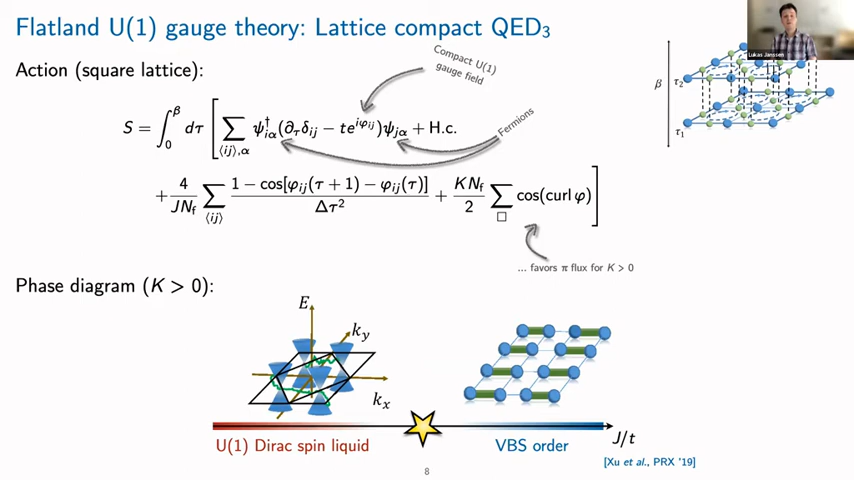 Flatland U(1) gauge theory: Lattice compact QED₃
Lukas Janssen
Action (square lattice):
Compact U(1)
gauge field
β
τ₂
τ₁
Fermions
S = ∫₀^β dτ [ ∑_{⟨ij⟩,α} ψ†_{iα}(∂_τ δ_{ij} − te^{iφ_{ij}})ψ_{jα} + H.c.
+ 4/(JN_f) ∑_{⟨ij⟩} (1 − cos[φ_{ij}(τ + 1) − φ_{ij}(τ)])/Δτ² + KN_f/2 ∑_□ cos(curl φ) ]
... favors π flux for K > 0
Phase diagram (K > 0):
E
k_y
k_x
U(1) Dirac spin liquid
VBS order
J/t
[Xu et al., PRX '19]
8